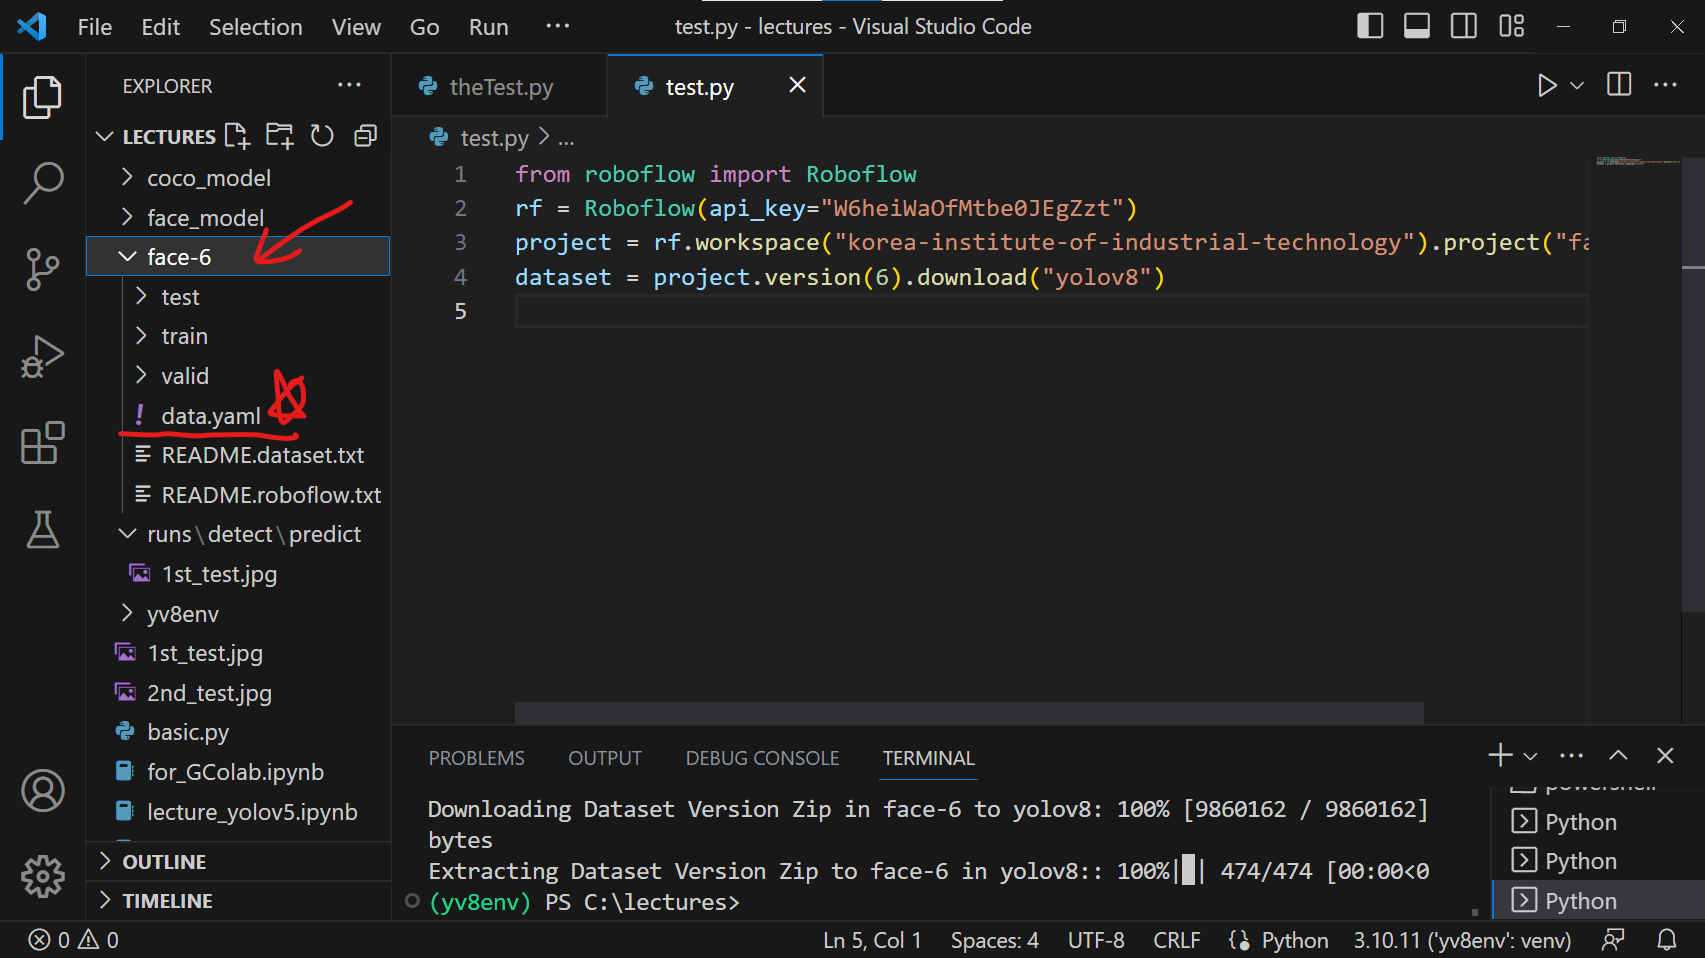 File Edit Selection View Go Run ··· test.py - lectures - Visual Studio Code
EXPLORER ···
LECTURES
coco_model
face_model
face-6
test
train
valid
! data.yaml
README.dataset.txt
README.roboflow.txt
runs\detect\predict
1st_test.jpg
yv8env
1st_test.jpg
2nd_test.jpg
basic.py
for_GColab.ipynb
lecture_yolov5.ipynb
OUTLINE
TIMELINE
theTest.py test.py
test.py > ...
1 from roboflow import Roboflow
2 rf = Roboflow(api_key="W6heiWaOfMtbe0JEgZzt")
3 project = rf.workspace("korea-institute-of-industrial-technology").project("fa
4 dataset = project.version(6).download("yolov8")
5
PROBLEMS OUTPUT DEBUG CONSOLE TERMINAL
Downloading Dataset Version Zip in face-6 to yolov8: 100% [9860162 / 9860162]
bytes
Extracting Dataset Version Zip to face-6 in yolov8:: 100%|█| 474/474 [00:00<0
(yv8env) PS C:\lectures>
powershell
Python
Python
Python
0 0 Ln 5, Col 1 Spaces: 4 UTF-8 CRLF Python 3.10.11 ('yv8env': venv)